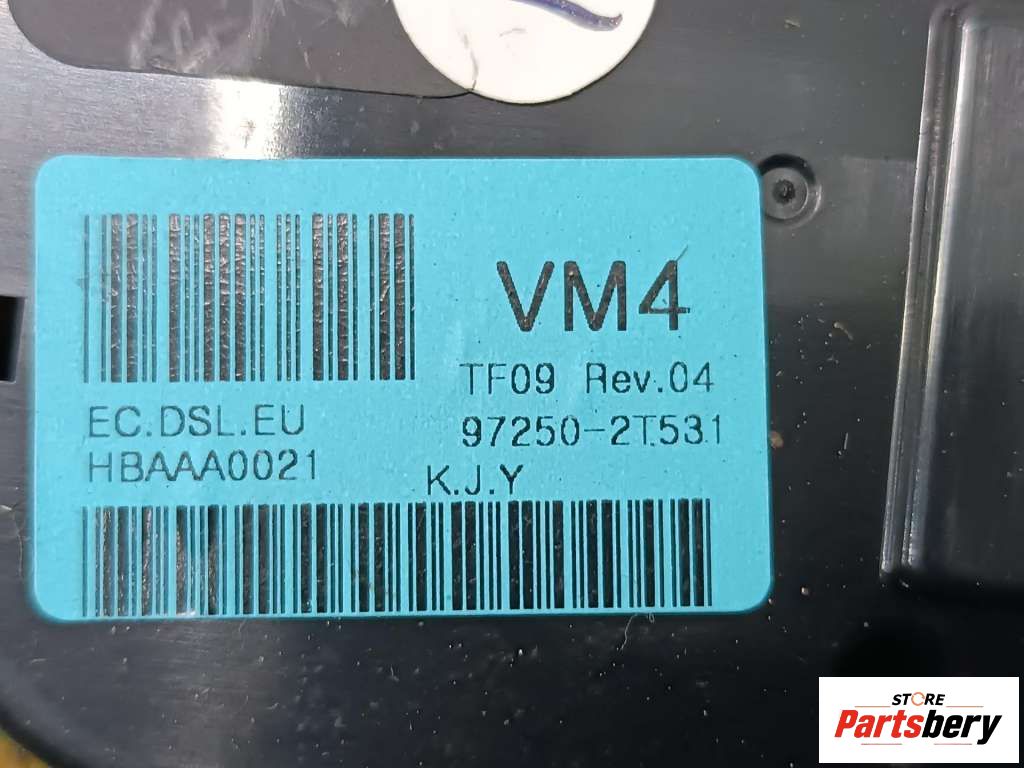 VM4
TF09 Rev.04
EC.DSL.EU
97250-2T531
HBAAA0021
K.J.Y
STORE
Partsbery